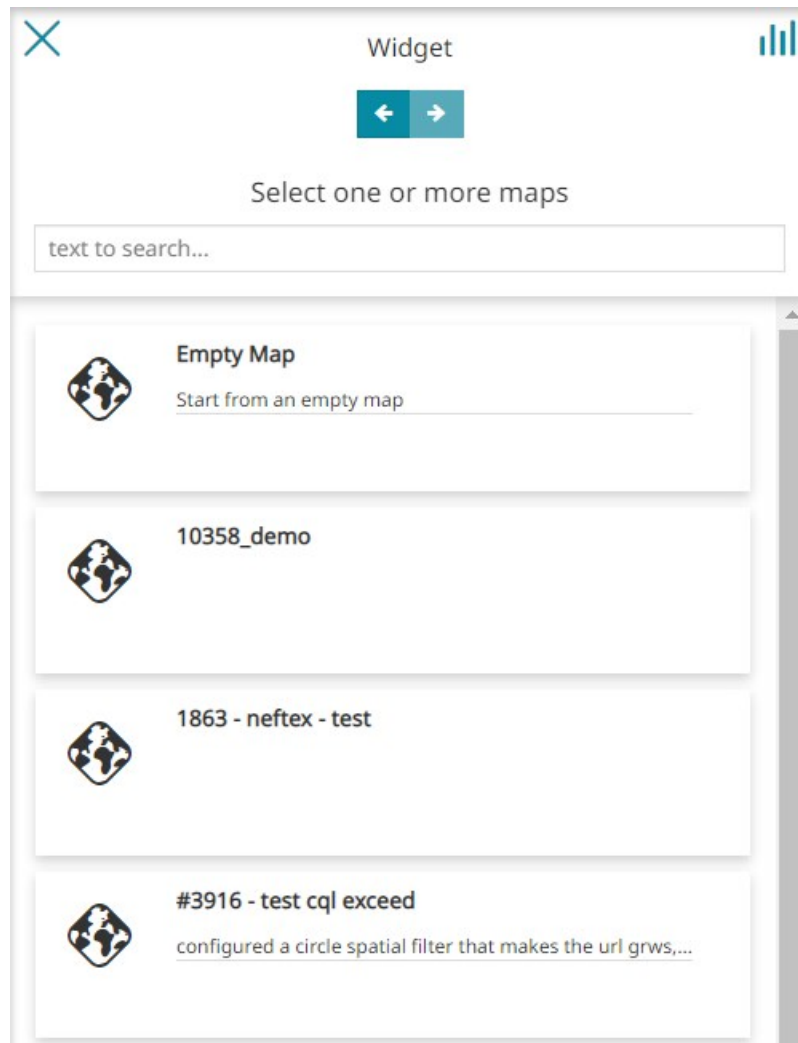 Widget
Select one or more maps
text to search...
Empty Map
Start from an empty map
10358_demo
1863 - neftex - test
#3916 - test cql exceed
configured a circle spatial filter that makes the url grws,...